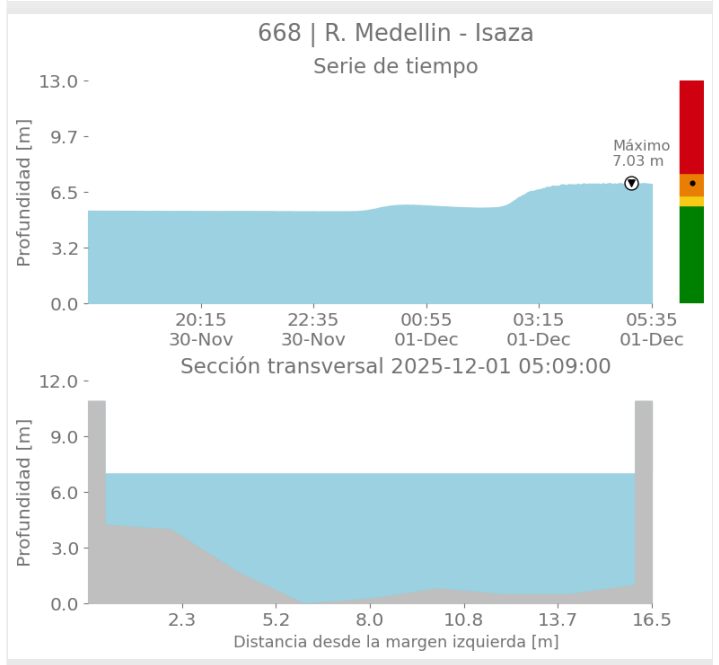 668 | R. Medellin - Isaza
Serie de tiempo
13.0
9.7
6.5
3.2
0.0
Profundidad [m]
Máximo
7.03 m
20:15 22:35 00:55 03:15 05:35
30-Nov 30-Nov 01-Dec 01-Dec 01-Dec
Sección transversal 2025-12-01 05:09:00
12.0
9.0
6.0
3.0
0.0
Profundidad [m]
2.3 5.2 8.0 10.8 13.7 16.5
Distancia desde la margen izquierda [m]